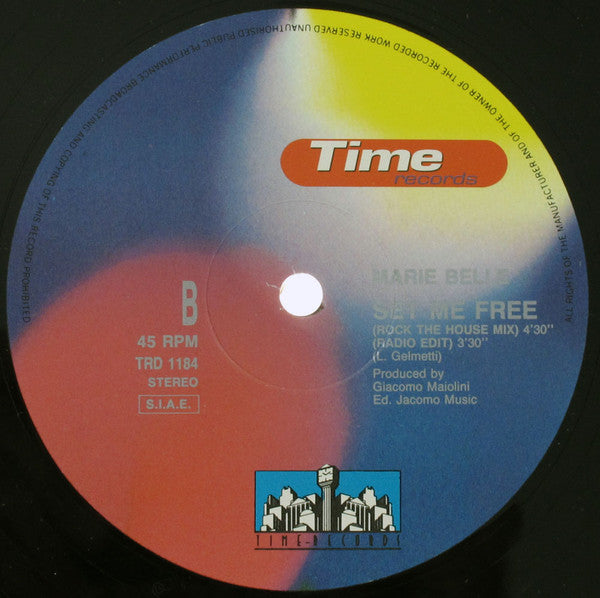 ALL RIGHTS OF THE MANUFACTURER AND OF THE OWNER OF THE RECORDED WORK RESERVED UNAUTHORISED PUBLIC PERFORMANCE BROADCASTING AND COPYING OF THIS RECORD PROHIBITED
Time
records
MARIE BELLE
SET ME FREE
(ROCK THE HOUSE MIX) 4'30"
(RADIO EDIT) 3'30"
(L. Gelmetti)
Produced by
Giacomo Maiolini
Ed. Jacomo Music
B
45 RPM
TRD 1184
STEREO
S.I.A.E.
TIME-RECORDS